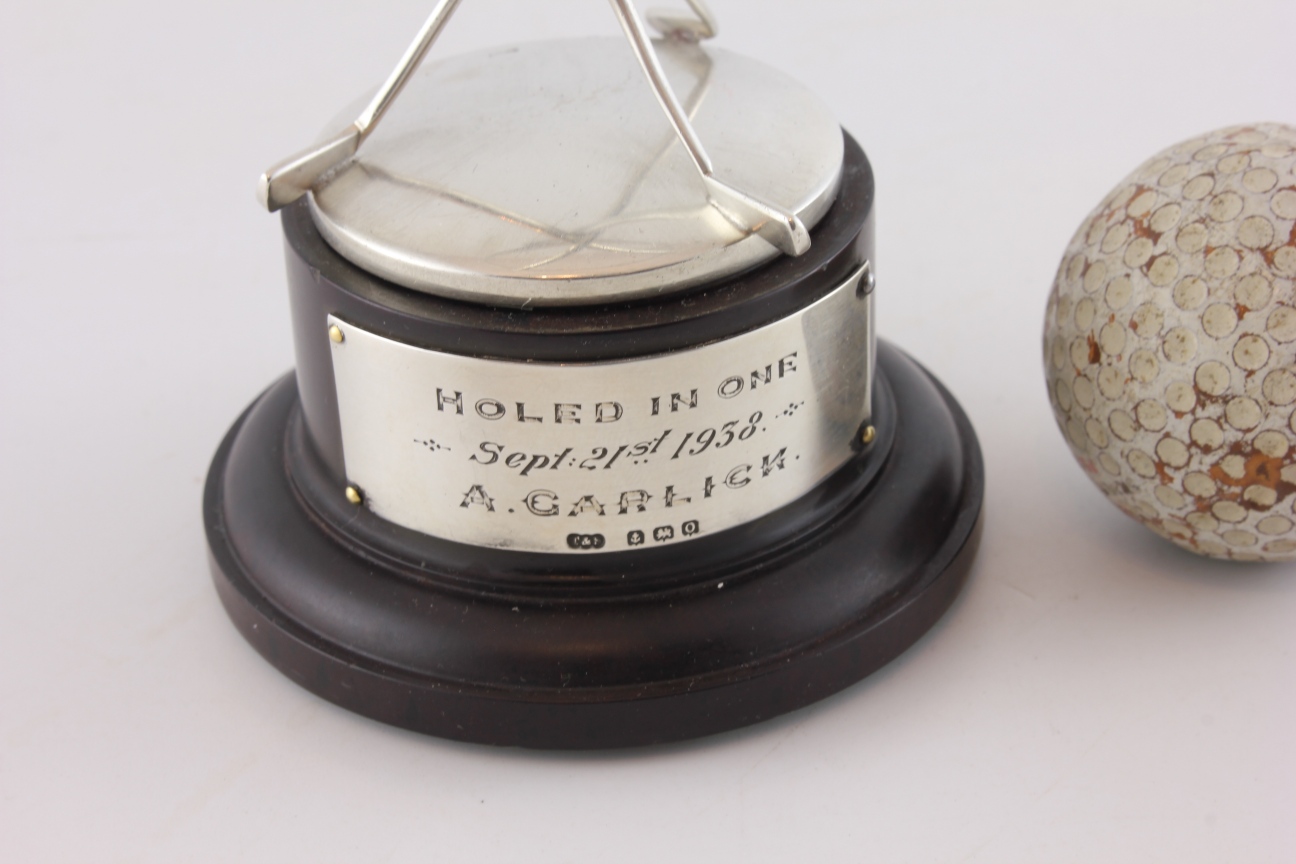 HOLED IN ONE
Sept: 21st 1938.
A. GARLICK.